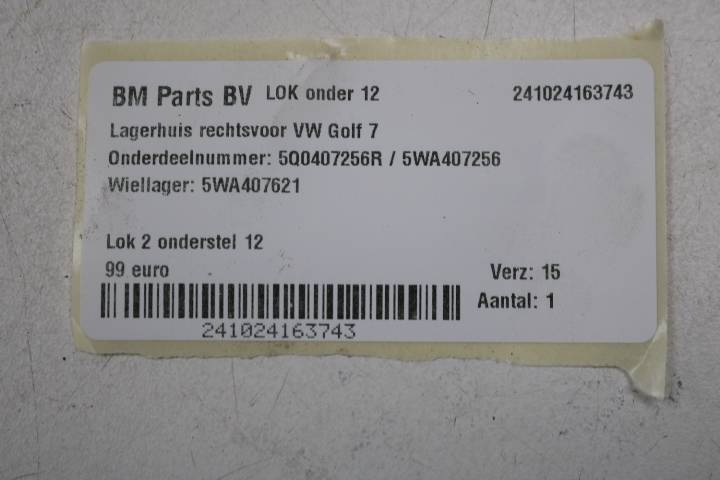 BM Parts BV LOK onder 12 241024163743
Lagerhuis rechtsvoor VW Golf 7
Onderdeelnummer: 5Q0407256R / 5WA407256
Wiellager: 5WA407621
Lok 2 onderstel 12
99 euro Verz: 15
Aantal: 1
241024163743